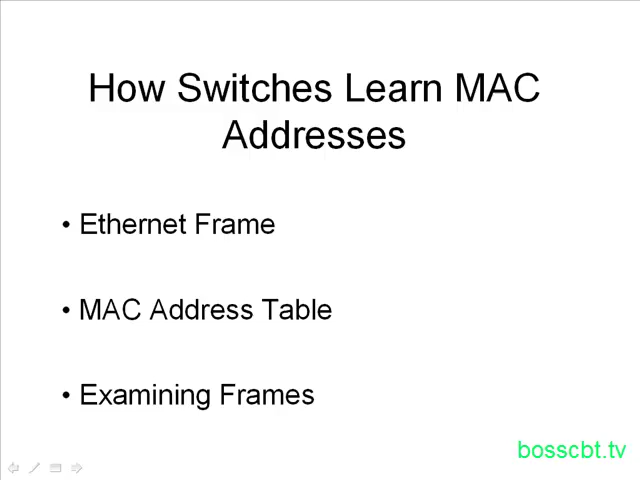 How Switches Learn MAC
Addresses
• Ethernet Frame
• MAC Address Table
• Examining Frames
bosscbt.tv